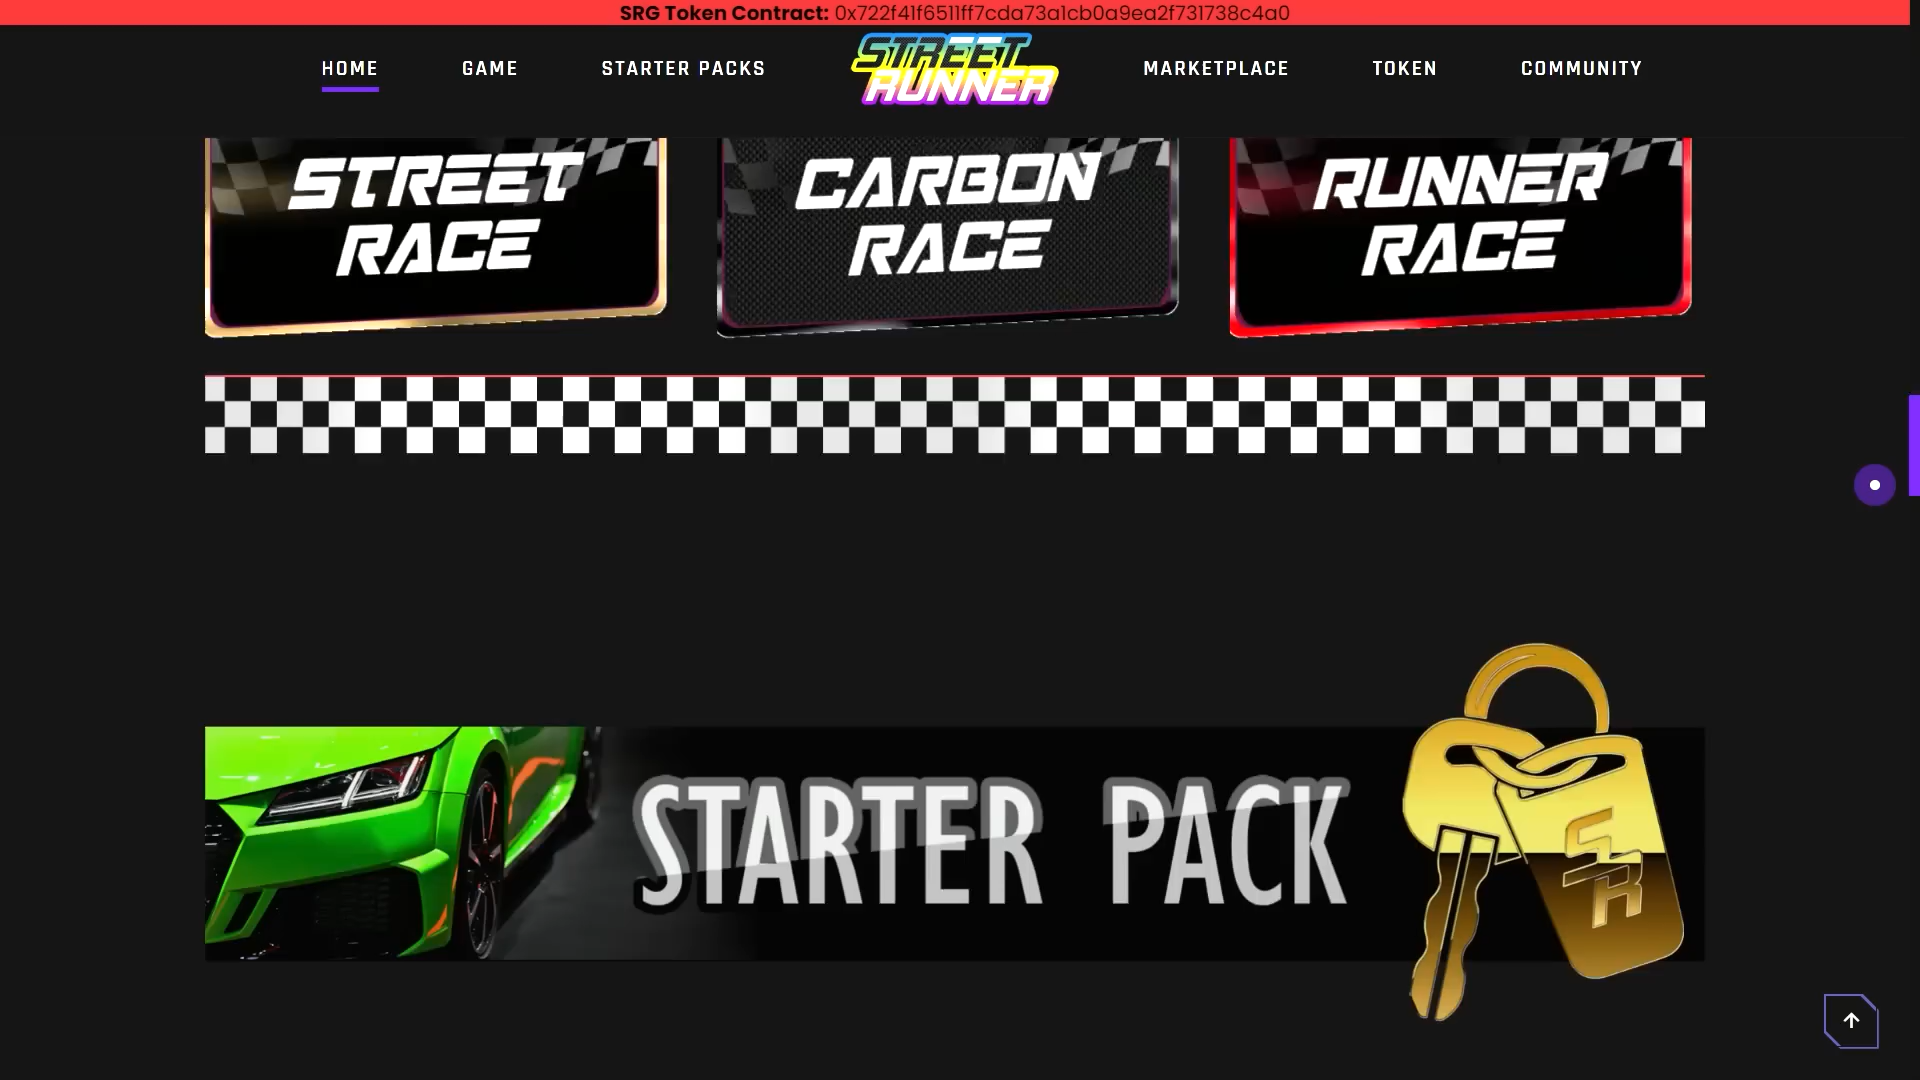 SRG Token Contract: 0x722f41f6511ff7cda73a1cb0a9ea2f731738c4a0
HOME GAME STARTER PACKS STREET RUNNER MARKETPLACE TOKEN COMMUNITY
STREET RACE
CARBON RACE
RUNNER RACE
STARTER PACK
SR